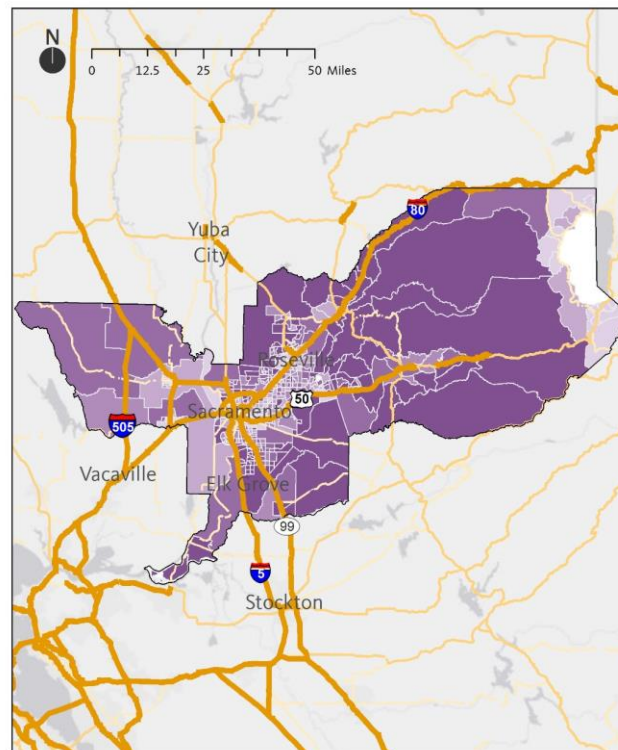 N
0 12.5 25 50 Miles
80
Yuba
City
Roseville
50
Sacramento
505
Vacaville
Elk Grove
99
5
Stockton